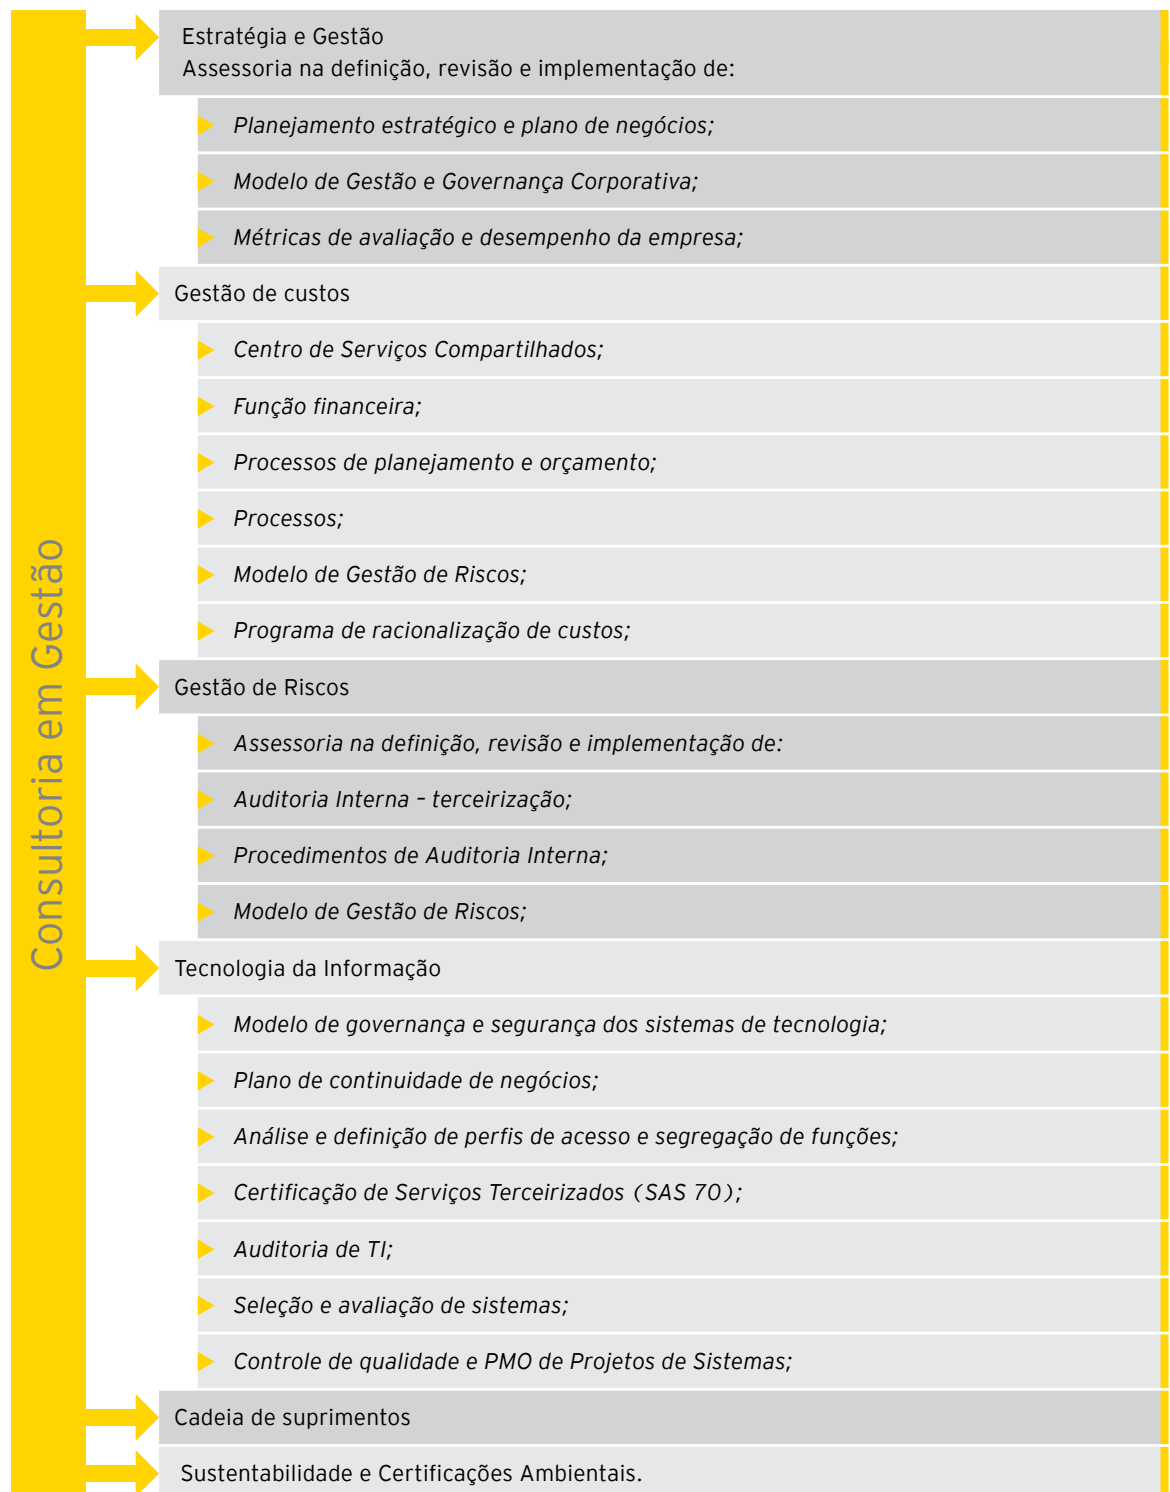 Consultoria em Gestão
Estratégia e Gestão
Assessoria na definição, revisão e implementação de:
Planejamento estratégico e plano de negócios;
Modelo de Gestão e Governança Corporativa;
Métricas de avaliação e desempenho da empresa;
Gestão de custos
Centro de Serviços Compartilhados;
Função financeira;
Processos de planejamento e orçamento;
Processos;
Modelo de Gestão de Riscos;
Programa de racionalização de custos;
Gestão de Riscos
Assessoria na definição, revisão e implementação de:
Auditoria Interna – terceirização;
Procedimentos de Auditoria Interna;
Modelo de Gestão de Riscos;
Tecnologia da Informação
Modelo de governança e segurança dos sistemas de tecnologia;
Plano de continuidade de negócios;
Análise e definição de perfis de acesso e segregação de funções;
Certificação de Serviços Terceirizados (SAS 70);
Auditoria de TI;
Seleção e avaliação de sistemas;
Controle de qualidade e PMO de Projetos de Sistemas;
Cadeia de suprimentos
Sustentabilidade e Certificações Ambientais.